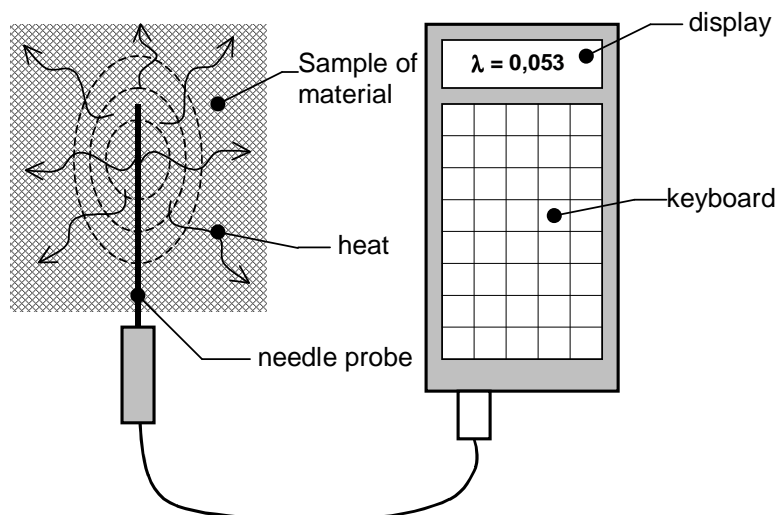 display
λ = 0,053
Sample of
material
keyboard
heat
needle probe